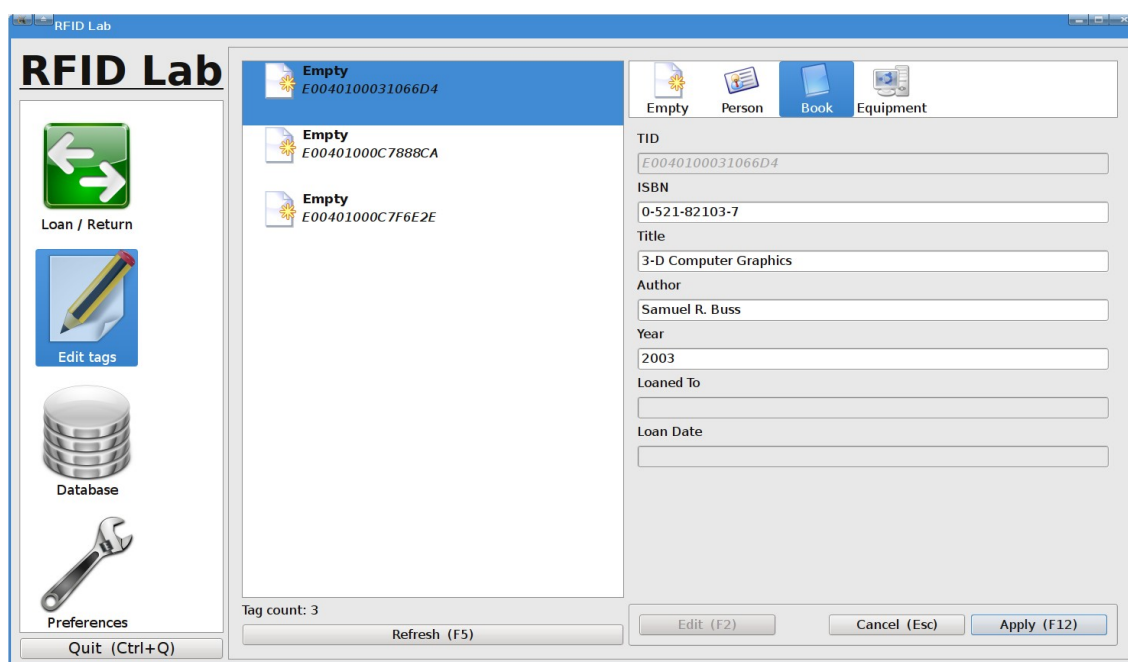 RFID Lab
RFID Lab
Loan / Return
Edit tags
Database
Preferences
Quit (Ctrl+Q)
Empty
E0040100031066D4
Empty
E00401000C7888CA
Empty
E00401000C7F6E2E
Tag count: 3
Refresh (F5)
Empty Person Book Equipment
TID
E0040100031066D4
ISBN
0-521-82103-7
Title
3-D Computer Graphics
Author
Samuel R. Buss
Year
2003
Loaned To
Loan Date
Edit (F2) Cancel (Esc) Apply (F12)